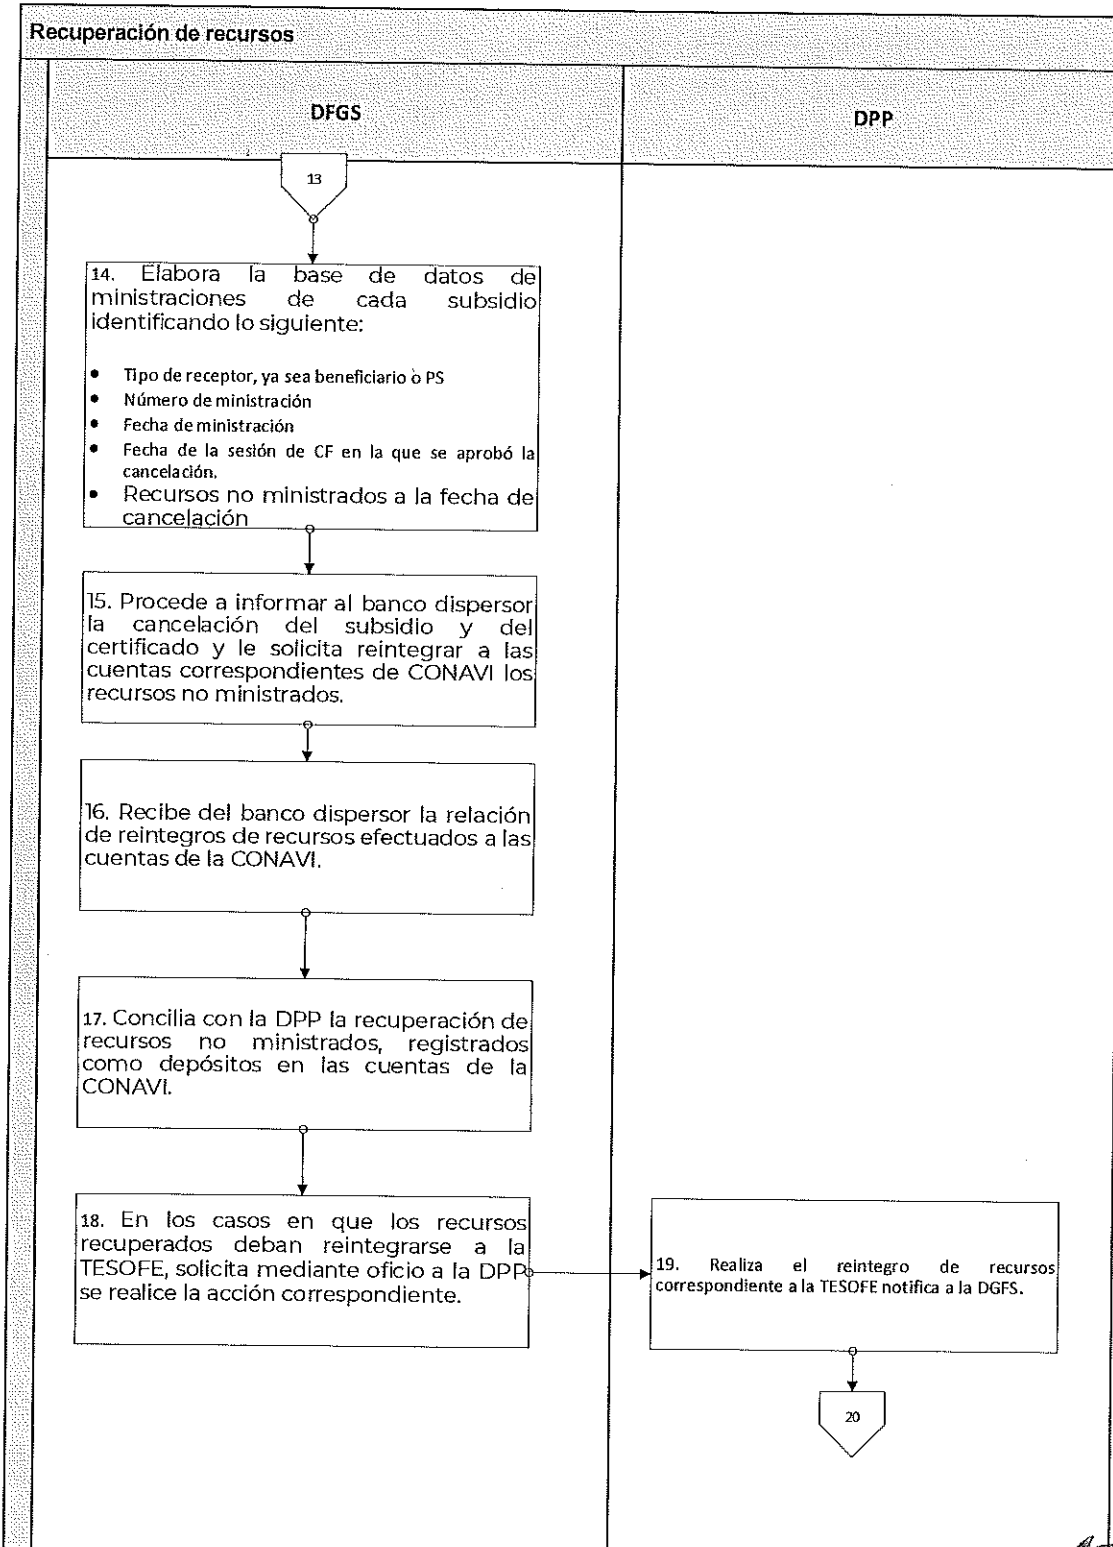 Recuperación de recursos
DFGS
DPP
13
14. Elabora la base de datos de
ministraciones de cada subsidio
identificando lo siguiente:
• Tipo de receptor, ya sea beneficiario o PS
• Número de ministración
• Fecha de ministración
• Fecha de la sesión de CF en la que se aprobó la
cancelación.
• Recursos no ministrados a la fecha de
cancelación
15. Procede a informar al banco dispersor
la cancelación del subsidio y del
certificado y le solicita reintegrar a las
cuentas correspondientes de CONAVI los
recursos no ministrados.
16. Recibe del banco dispersor la relación
de reintegros de recursos efectuados a las
cuentas de la CONAVI.
17. Concilia con la DPP la recuperación de
recursos no ministrados, registrados
como depósitos en las cuentas de la
CONAVI.
18. En los casos en que los recursos
recuperados deban reintegrarse a la
TESOFE, solicita mediante oficio a la DPP
se realice la acción correspondiente.
19. Realiza el reintegro de recursos
correspondiente a la TESOFE notifica a la DGFS.
20